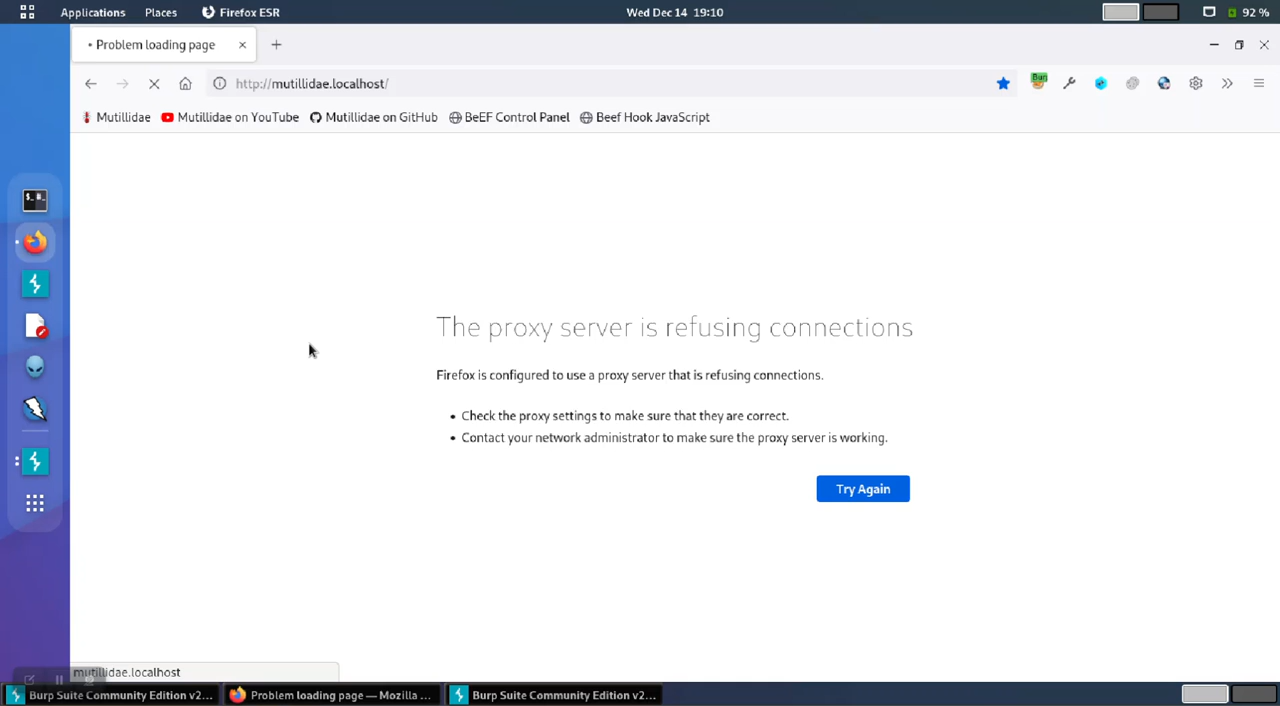 Applications Places Firefox ESR Wed Dec 14 19:10 92 %
Problem loading page
http://mutillidae.localhost/ Bur
Mutillidae Mutillidae on YouTube Mutillidae on GitHub BeEF Control Panel Beef Hook JavaScript
$_
The proxy server is refusing connections
Firefox is configured to use a proxy server that is refusing connections.
• Check the proxy settings to make sure that they are correct.
• Contact your network administrator to make sure the proxy server is working.
Try Again
mutillidae.localhost
Burp Suite Community Edition v2... Problem loading page — Mozilla ... Burp Suite Community Edition v2...